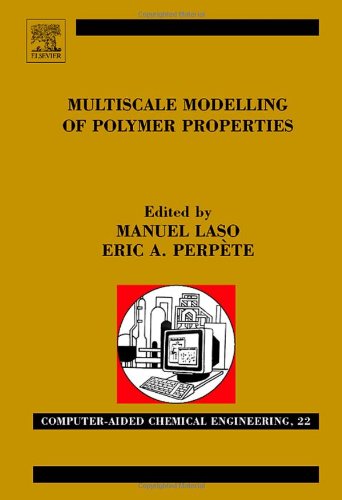 ELSEVIER
MULTISCALE MODELLING
OF POLYMER PROPERTIES
Edited by
MANUEL LASO
ERIC A. PERPÈTE
COMPUTER-AIDED CHEMICAL ENGINEERING, 22